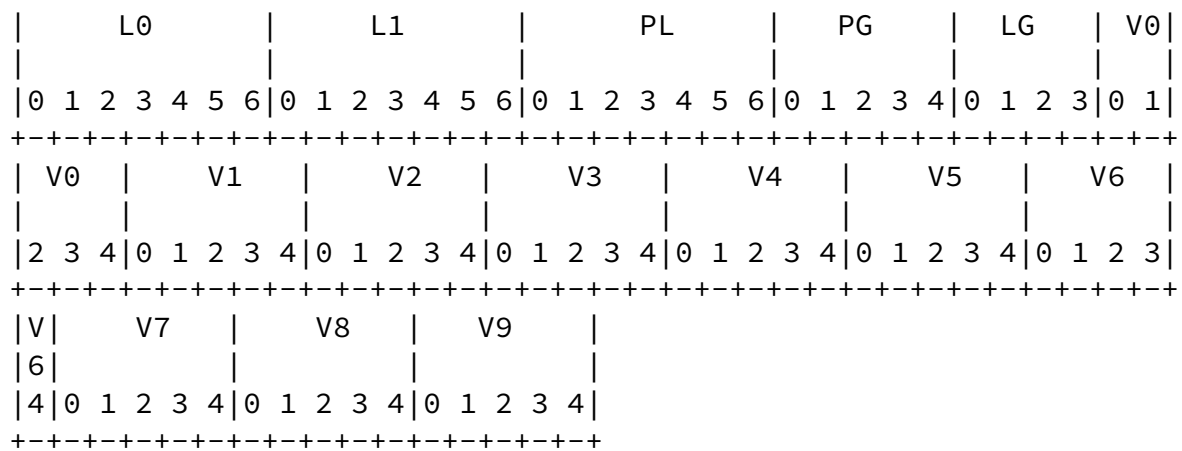 |      L0       |      L1       |      PL       |   PG      |  LG     | V0|
|               |               |               |           |         |   |
|0 1 2 3 4 5 6|0 1 2 3 4 5 6|0 1 2 3 4 5 6|0 1 2 3 4|0 1 2 3|0 1|
+-+-+-+-+-+-+-+-+-+-+-+-+-+-+-+-+-+-+-+-+-+-+-+-+-+-+-+-+-+-+-+-+
| V0  |    V1   |    V2   |    V3   |    V4   |    V5   |   V6  |
|     |         |         |         |         |         |       |
|2 3 4|0 1 2 3 4|0 1 2 3 4|0 1 2 3 4|0 1 2 3 4|0 1 2 3 4|0 1 2 3|
+-+-+-+-+-+-+-+-+-+-+-+-+-+-+-+-+-+-+-+-+-+-+-+-+-+-+-+-+-+-+-+-+
|V|    V7   |    V8   |   V9    |
|6|         |         |         |
|4|0 1 2 3 4|0 1 2 3 4|0 1 2 3 4|
+-+-+-+-+-+-+-+-+-+-+-+-+-+-+-+-+